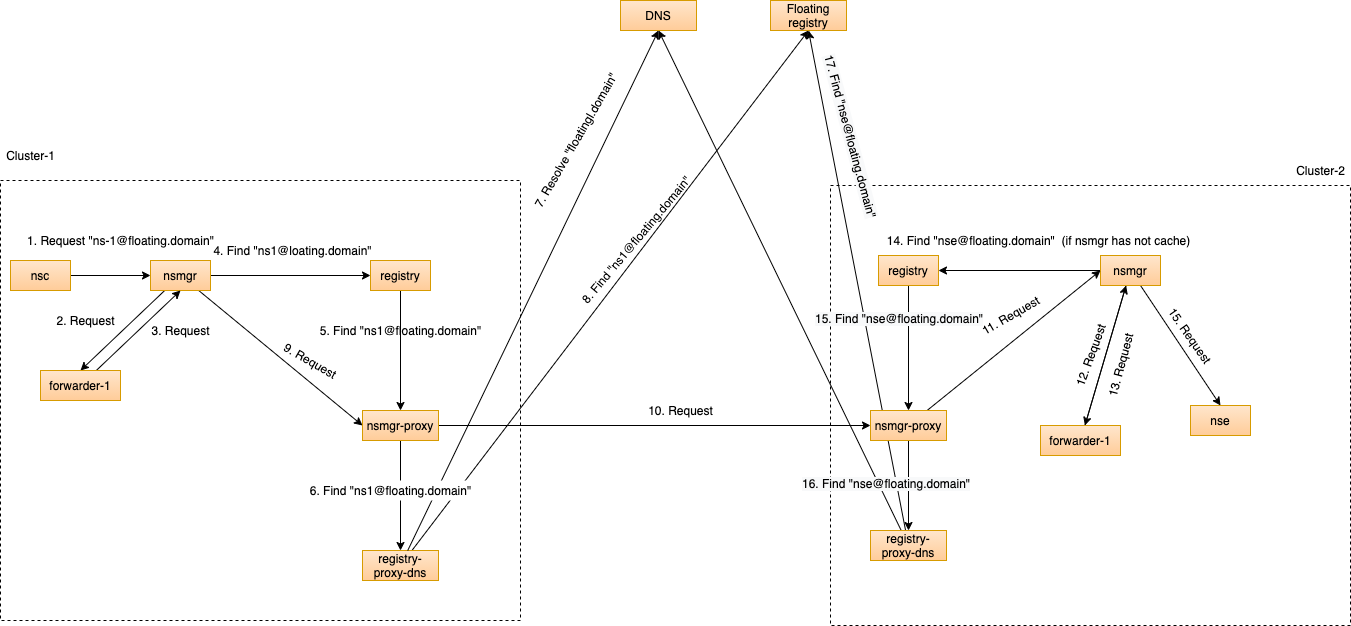 DNS
Floating
registry
Cluster-1
Cluster-2
7. Resolve "floatingl.domain"
17. Find "nse@floating.domain"
8. Find "ns1@floating.domain"
1. Request "ns-1@floating.domain"
4. Find "ns1@loating.domain"
nsc
nsmgr
registry
2. Request
3. Request
5. Find "ns1@floating.domain"
9. Request
forwarder-1
nsmgr-proxy
10. Request
6. Find "ns1@floating.domain"
registry-
proxy-dns
14. Find "nse@floating.domain" (if nsmgr has not cache)
registry
nsmgr
15. Find "nse@floating.domain"
11. Request
12. Request
13. Request
15. Request
nsmgr-proxy
forwarder-1
nse
16. Find "nse@floating.domain"
registry-
proxy-dns